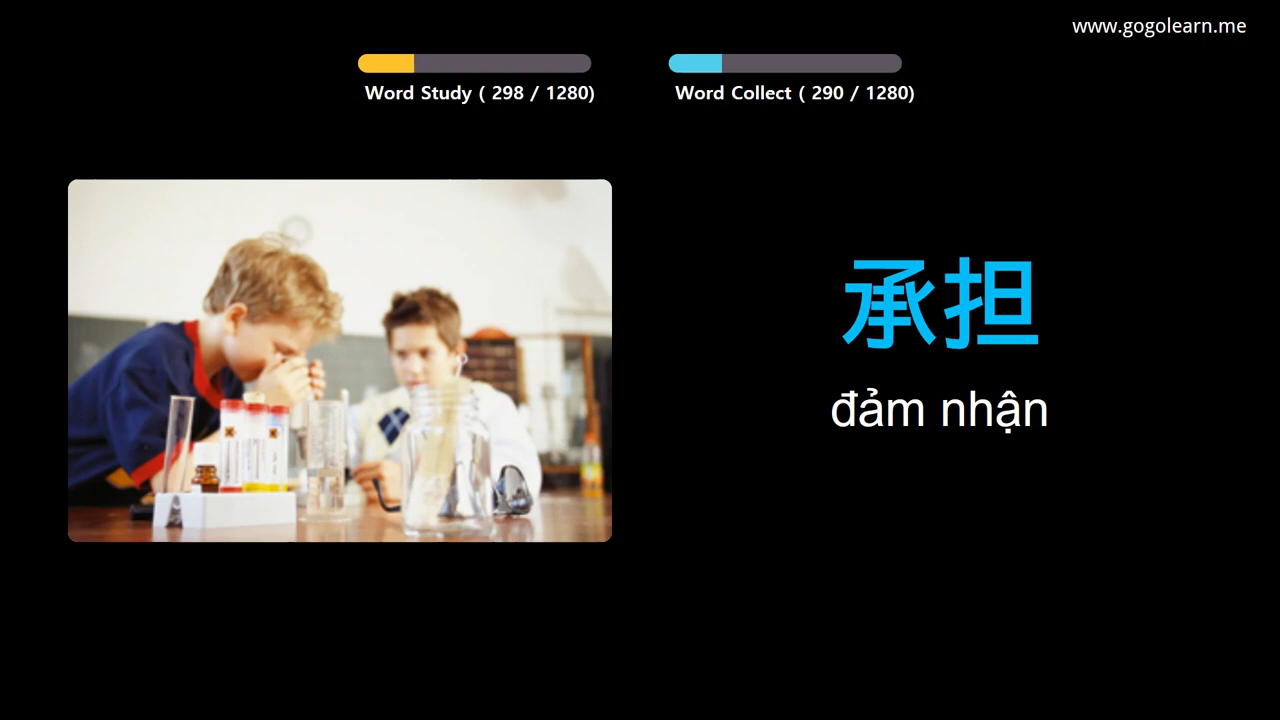 www.gogolearn.me
Word Study ( 298 / 1280)
Word Collect ( 290 / 1280)
承担
đảm nhận